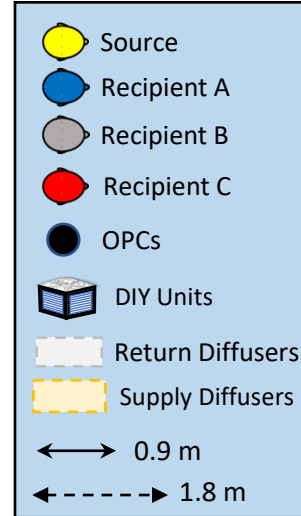 Source
Recipient A
Recipient B
Recipient C
OPCs
DIY Units
Return Diffusers
Supply Diffusers
0.9 m
1.8 m